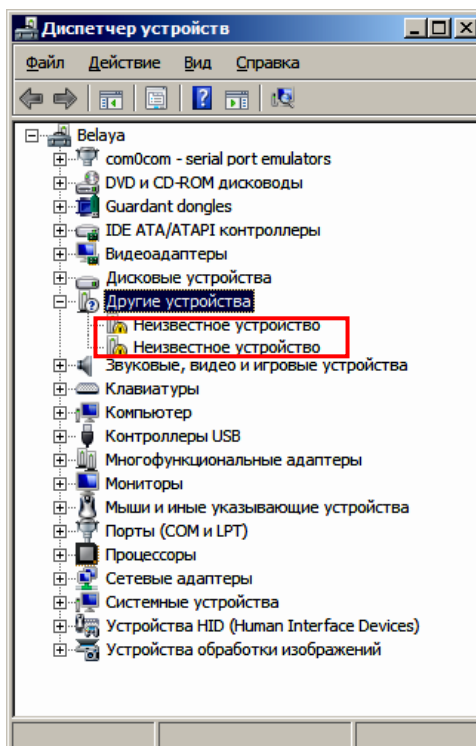 Диспетчер устройств
Файл Действие Вид Справка
Belaya
com0com - serial port emulators
DVD и CD-ROM дисководы
Guardant dongles
IDE ATA/ATAPI контроллеры
Видеоадаптеры
Дисковые устройства
Другие устройства
Неизвестное устройство
Неизвестное устройство
Звуковые, видео и игровые устройства
Клавиатуры
Компьютер
Контроллеры USB
Многофункциональные адаптеры
Мониторы
Мыши и иные указывающие устройства
Порты (COM и LPT)
Процессоры
Сетевые адаптеры
Системные устройства
Устройства HID (Human Interface Devices)
Устройства обработки изображений